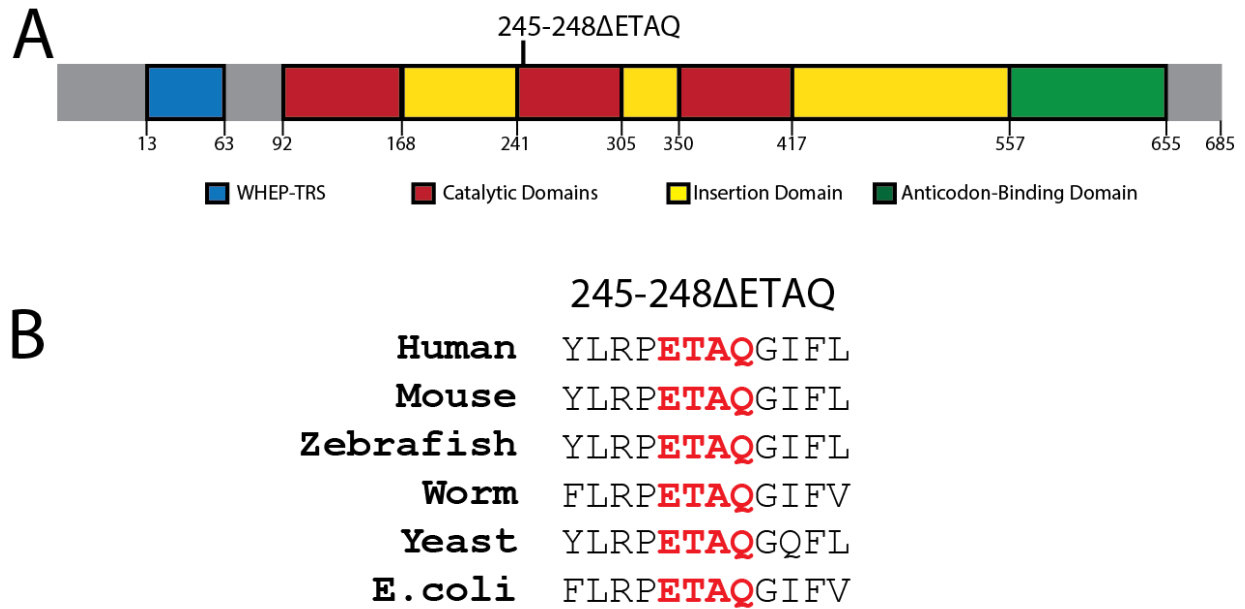 A
245-248ΔETAQ
13 63 92 168 241 305 350 417 557 655 685
WHEP-TRS Catalytic Domains Insertion Domain Anticodon-Binding Domain
245-248ΔETAQ
B
Human YLRPETAQGIFL
Mouse YLRPETAQGIFL
Zebrafish YLRPETAQGIFL
Worm FLRPETAQGIFV
Yeast YLRPETAQGQFL
E.coli FLRPETAQGIFV